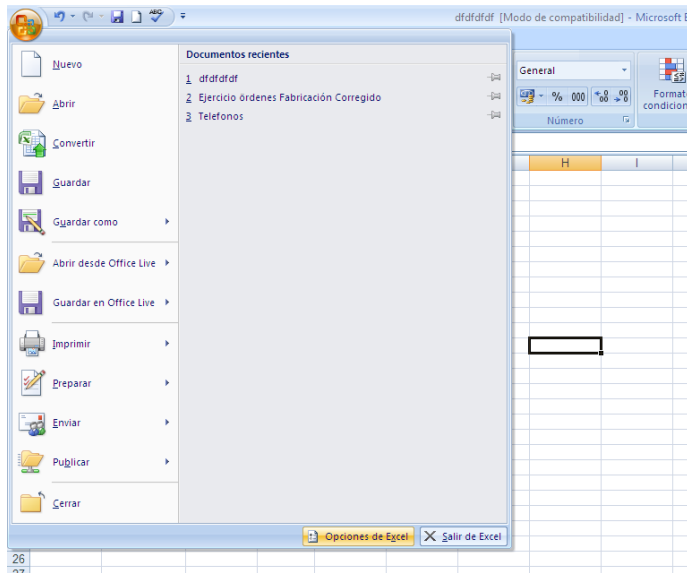 ABC
dfdfdfdf [Modo de compatibilidad] - Microsoft E
Nuevo
Abrir
Convertir
Guardar
Guardar como
Abrir desde Office Live
Guardar en Office Live
Imprimir
Preparar
Enviar
Publicar
Cerrar
Documentos recientes
1 dfdfdfdf
2 Ejercicio órdenes Fabricación Corregido
3 Telefonos
Opciones de Excel
Salir de Excel
General
% 000
Número
Format
condicion
H I
26
27